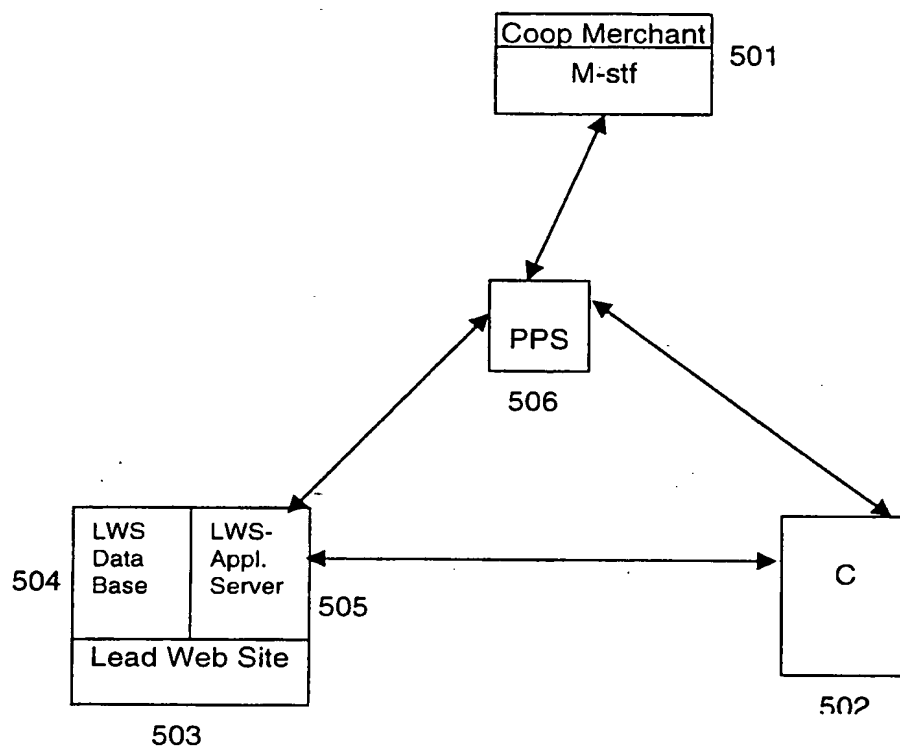 Coop Merchant
M-stf
501
PPS
506
LWS
Data
Base
LWS-
Appl.
Server
504
505
Lead Web Site
503
C
502